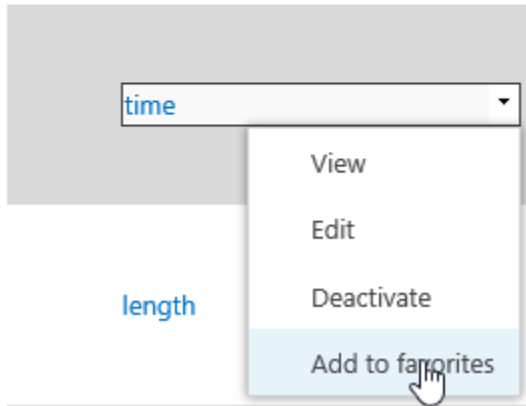 time
View
Edit
length
Deactivate
Add to favorites